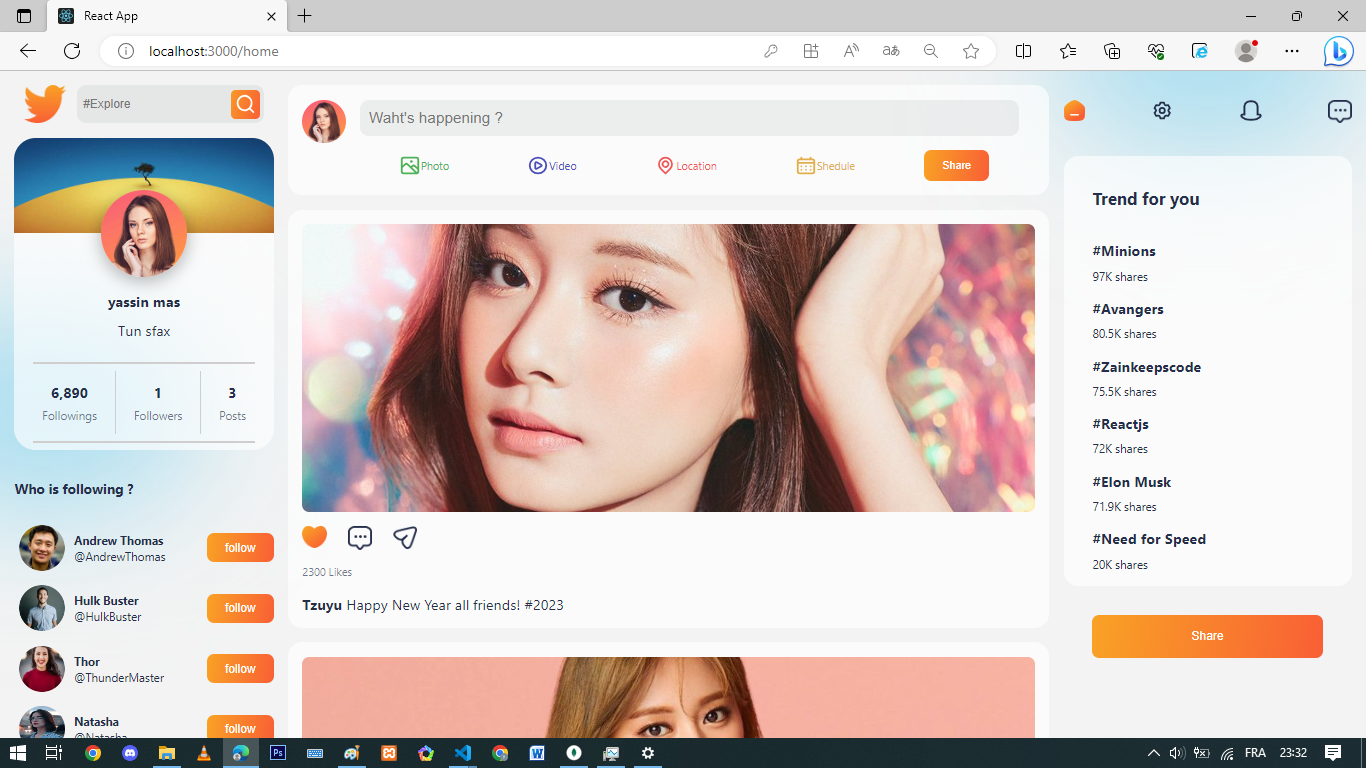 React App
localhost:3000/home
#Explore
Waht's happening ?
Photo
Video
Location
Shedule
Share
yassin mas
Tun sfax
6,890
Followings
1
Followers
3
Posts
Who is following ?
Andrew Thomas
@AndrewThomas
follow
Hulk Buster
@HulkBuster
follow
Thor
@ThunderMaster
follow
Natasha
@Natasha
follow
2300 Likes
Tzuyu Happy New Year all friends! #2023
Trend for you
#Minions
97K shares
#Avangers
80.5K shares
#Zainkeepscode
75.5K shares
#Reactjs
72K shares
#Elon Musk
71.9K shares
#Need for Speed
20K shares
Share
Ps
FRA
23:32